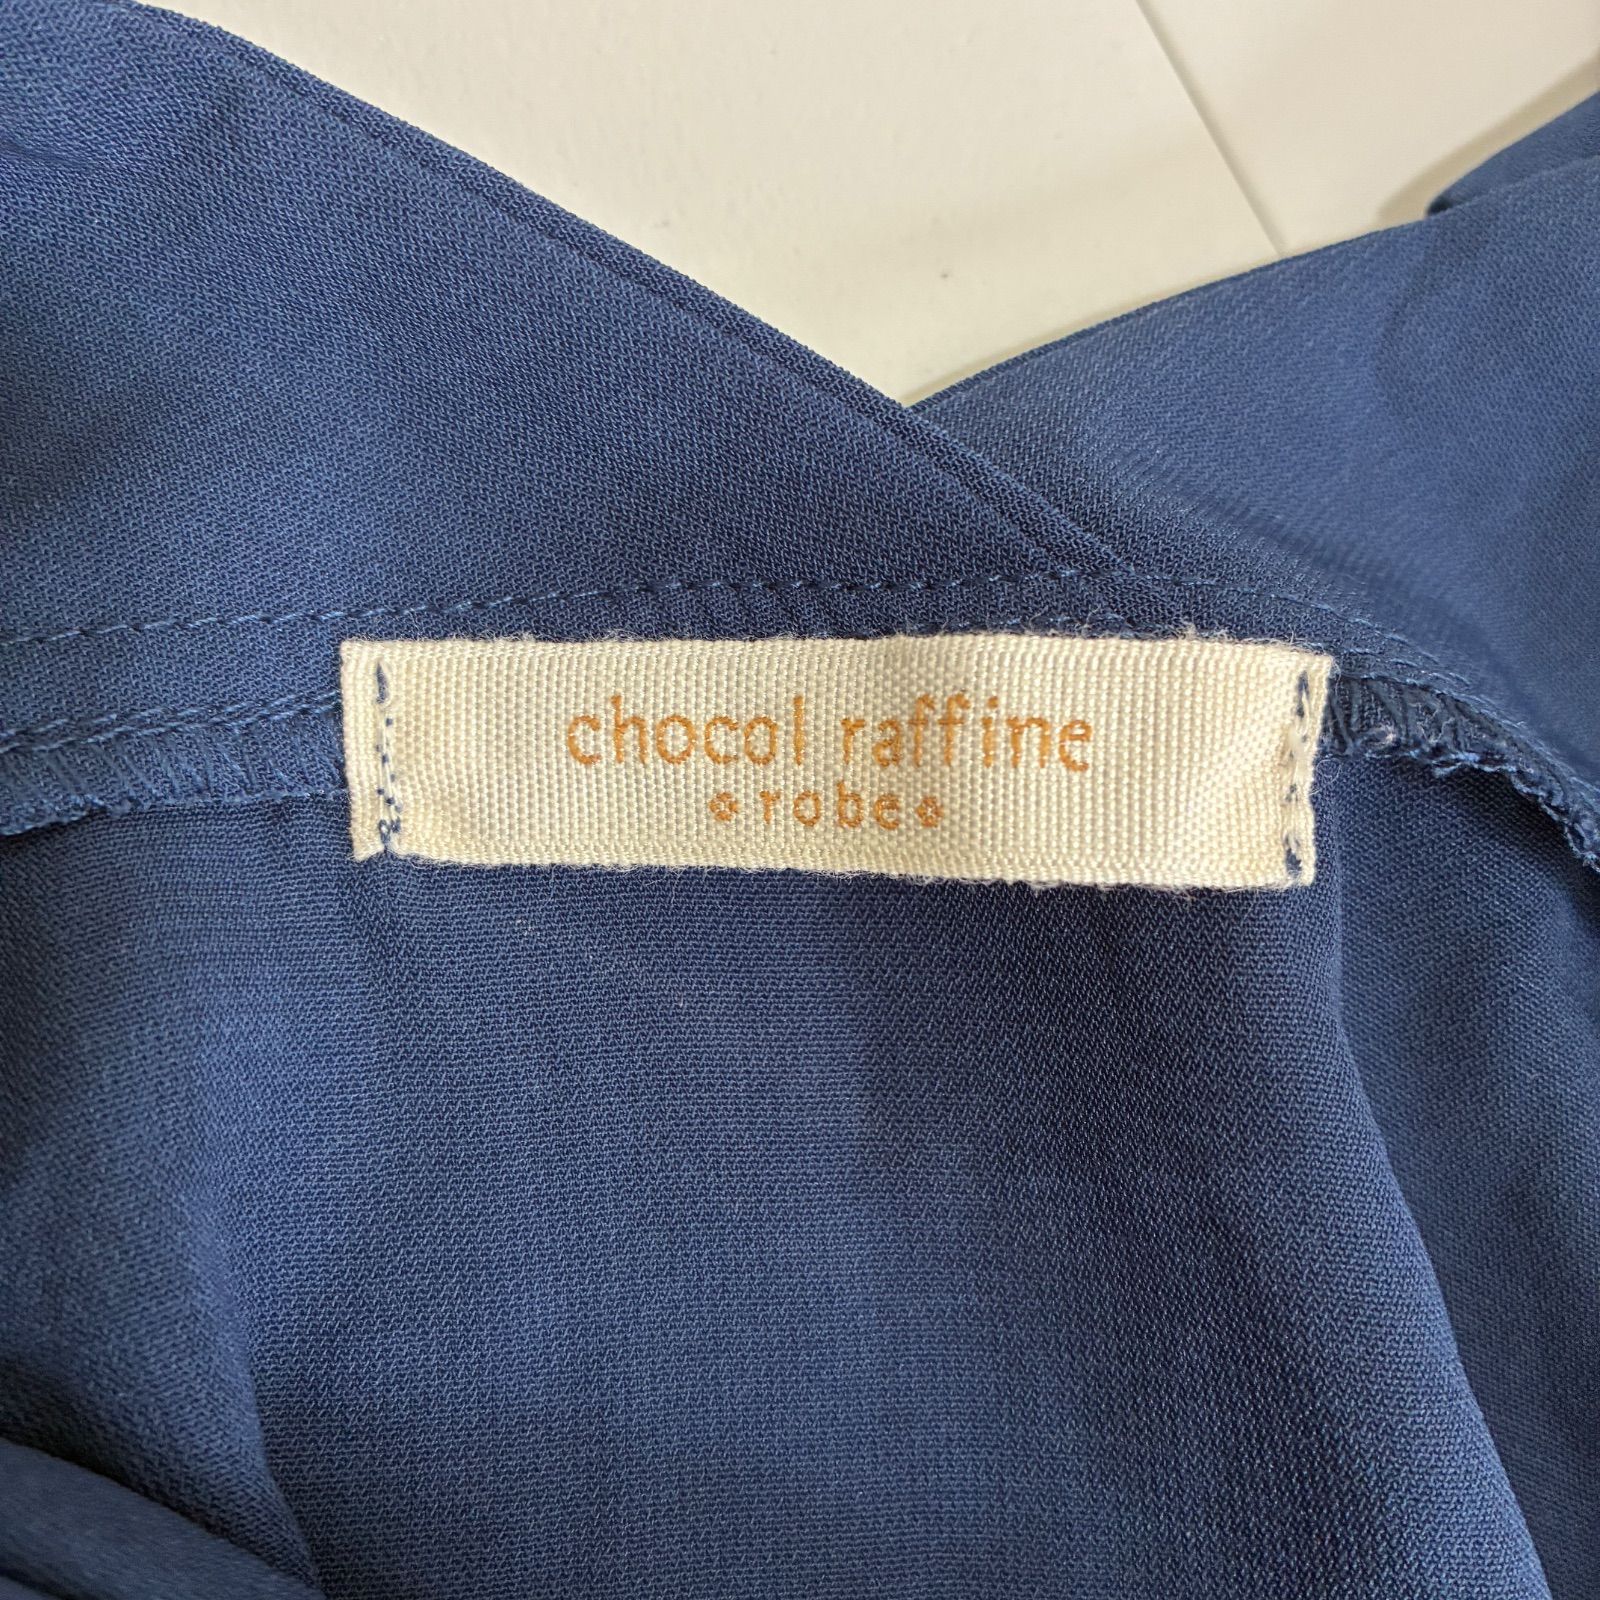 chocol raffine
robe